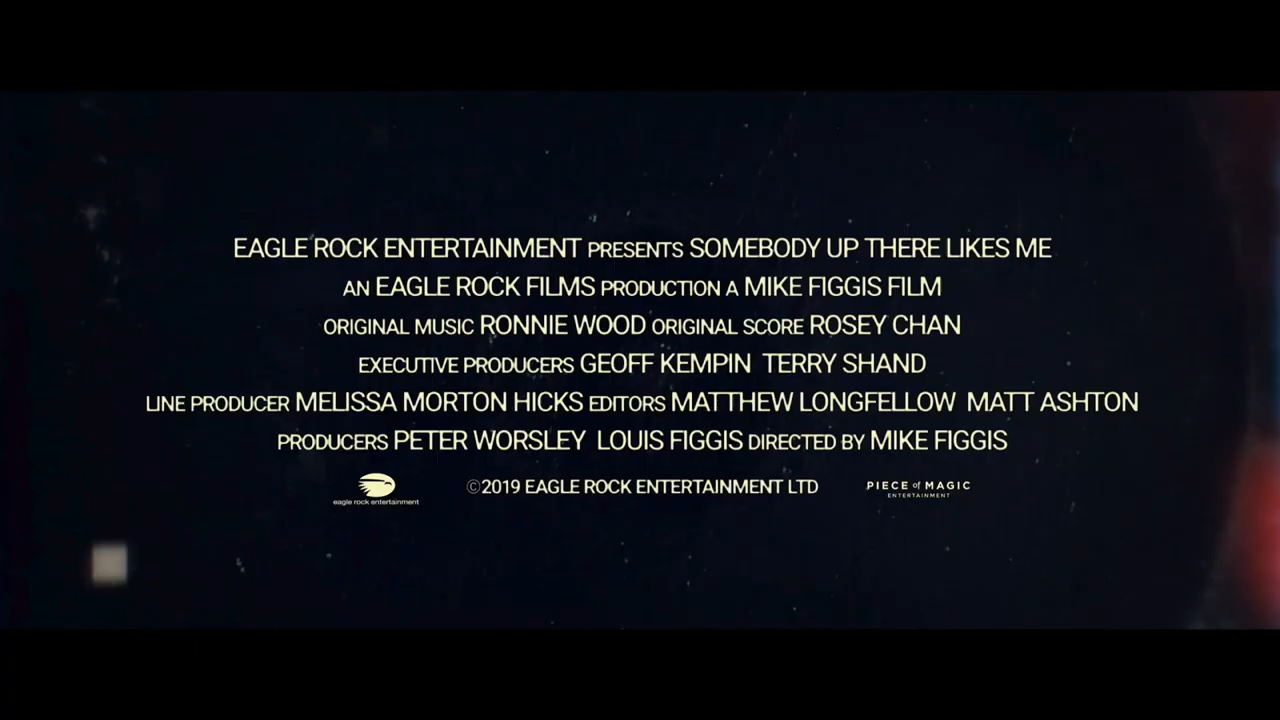 EAGLE ROCK ENTERTAINMENT PRESENTS SOMEBODY UP THERE LIKES ME
AN EAGLE ROCK FILMS PRODUCTION A MIKE FIGGIS FILM
ORIGINAL MUSIC RONNIE WOOD ORIGINAL SCORE ROSEY CHAN
EXECUTIVE PRODUCERS GEOFF KEMPIN TERRY SHAND
LINE PRODUCER MELISSA MORTON HICKS EDITORS MATTHEW LONGFELLOW MATT ASHTON
PRODUCERS PETER WORSLEY LOUIS FIGGIS DIRECTED BY MIKE FIGGIS
eagle rock entertainment
©2019 EAGLE ROCK ENTERTAINMENT LTD
PIECE of MAGIC
ENTERTAINMENT